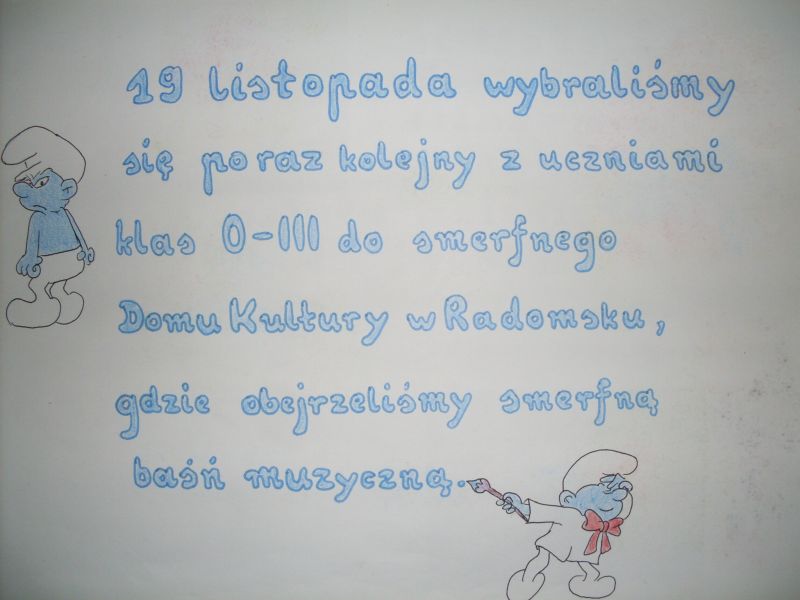 19 listopada wybraliśmy
się po raz kolejny z uczniami
klas 0-III do smerfnego
Domu Kultury w Radomsku,
gdzie obejrzeliśmy smerfną
baśń muzyczną.